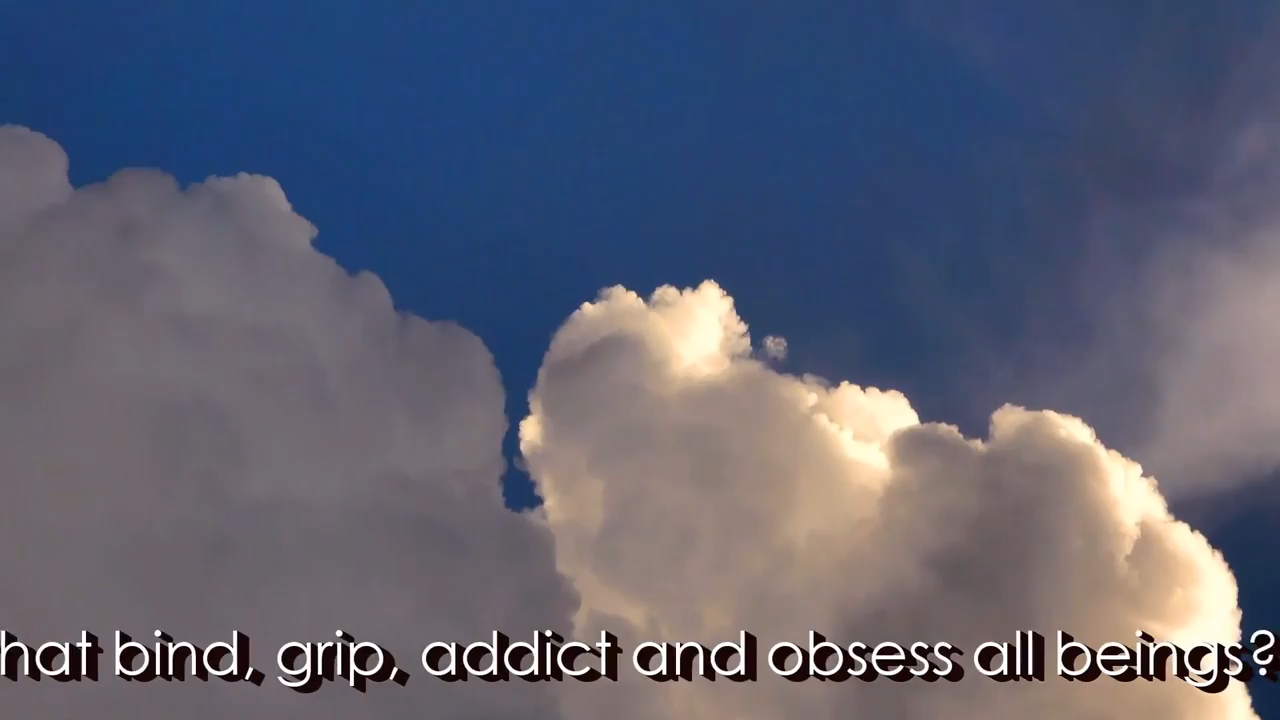 hat bind, grip, addict and obsess all beings?